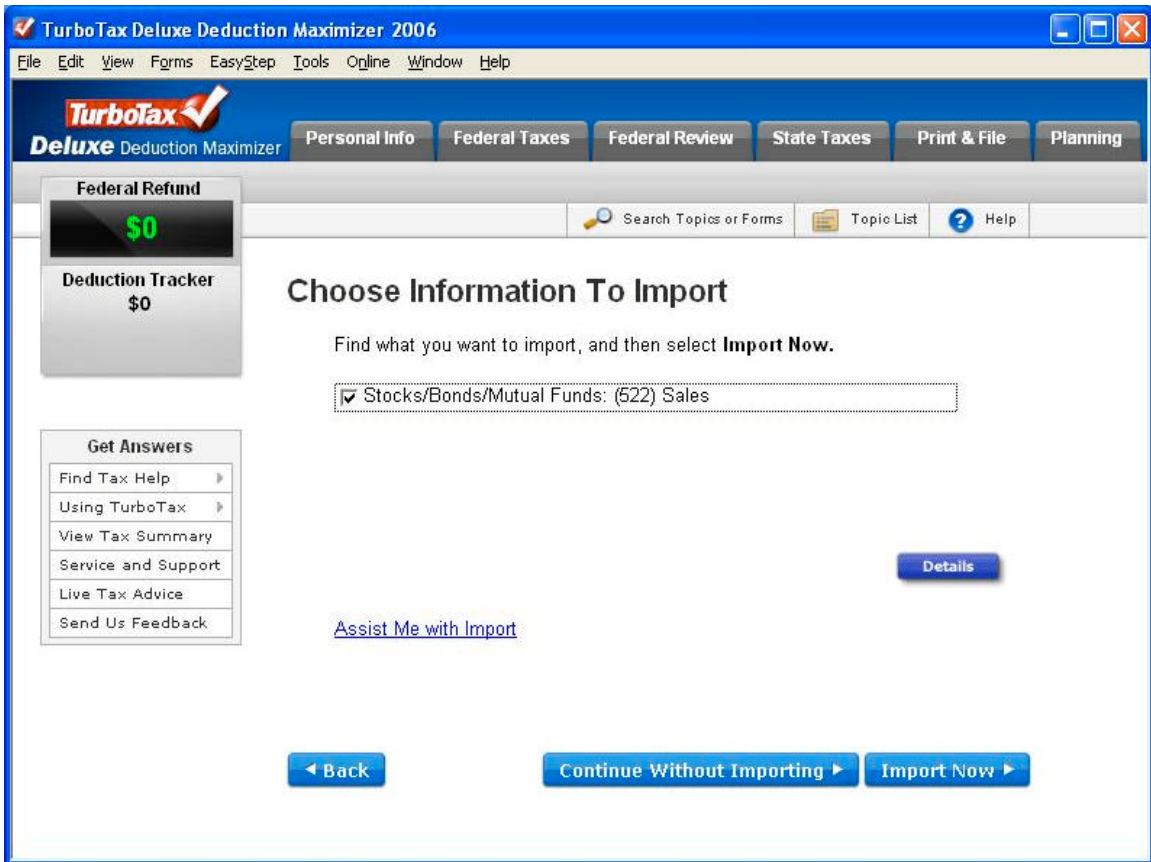 TurboTax Deluxe Deduction Maximizer 2006
File Edit View Forms EasyStep Tools Online Window Help
TurboTax
Deluxe Deduction Maximizer
Personal Info Federal Taxes Federal Review State Taxes Print & File Planning
Federal Refund
$0
Search Topics or Forms Topic List Help
Deduction Tracker
$0
Choose Information To Import
Find what you want to import, and then select Import Now.
Stocks/Bonds/Mutual Funds: (522) Sales
Get Answers
Find Tax Help
Using TurboTax
View Tax Summary
Service and Support
Live Tax Advice
Send Us Feedback
Details
Assist Me with Import
Back Continue Without Importing Import Now